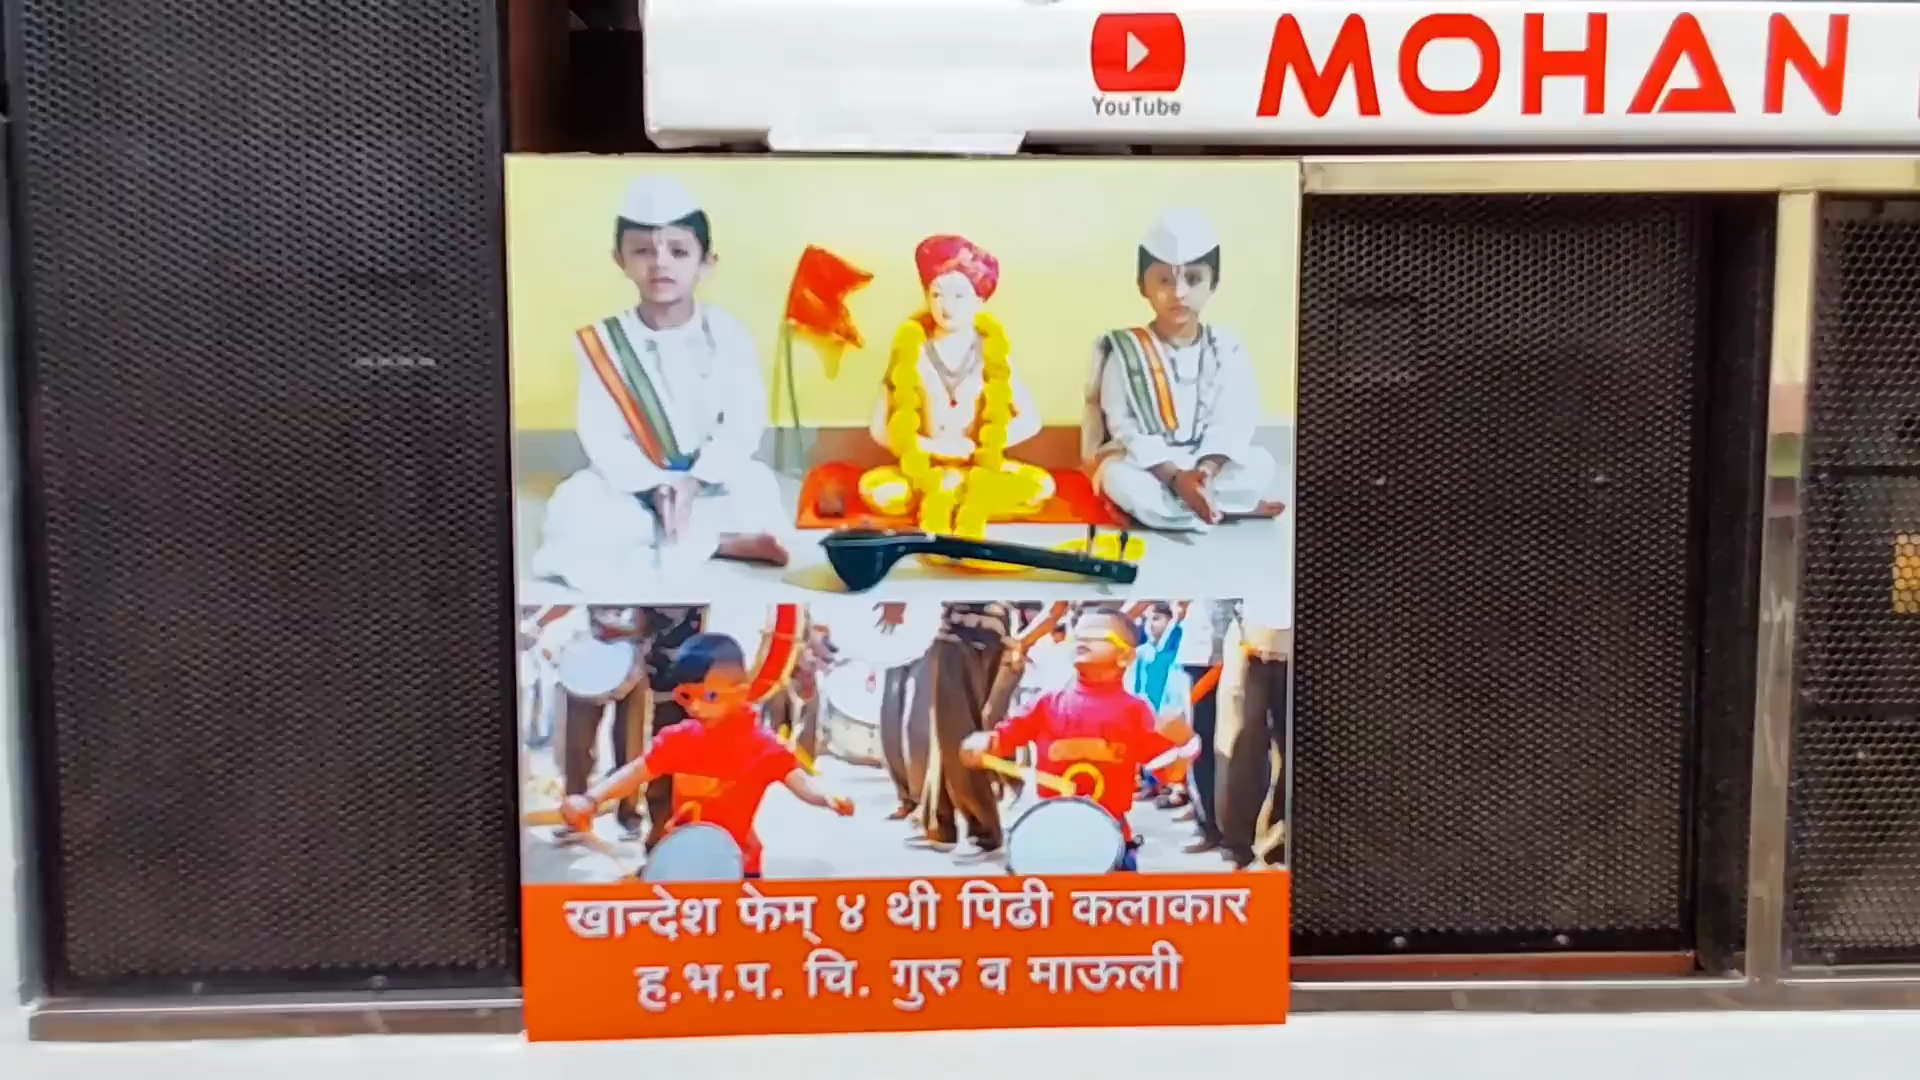 YouTube MOHAN
खान्देश फेम् ४ थी पिढी कलाकार
ह.भ.प. चि. गुरु व माऊली